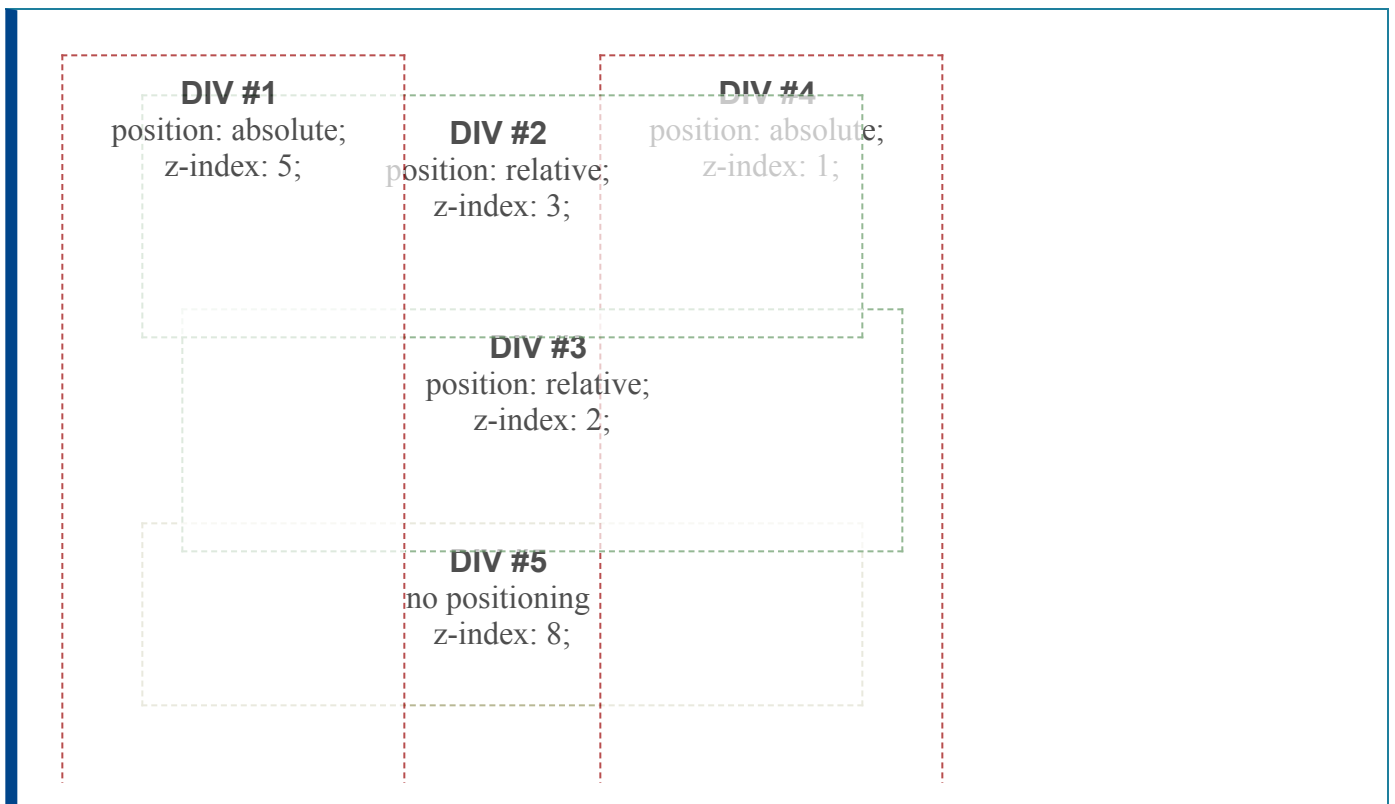 DIV #1
position: absolute;
z-index: 5;
DIV #2
position: relative;
z-index: 3;
DIV #4
position: absolute;
z-index: 1;
DIV #3
position: relative;
z-index: 2;
DIV #5
no positioning
z-index: 8;